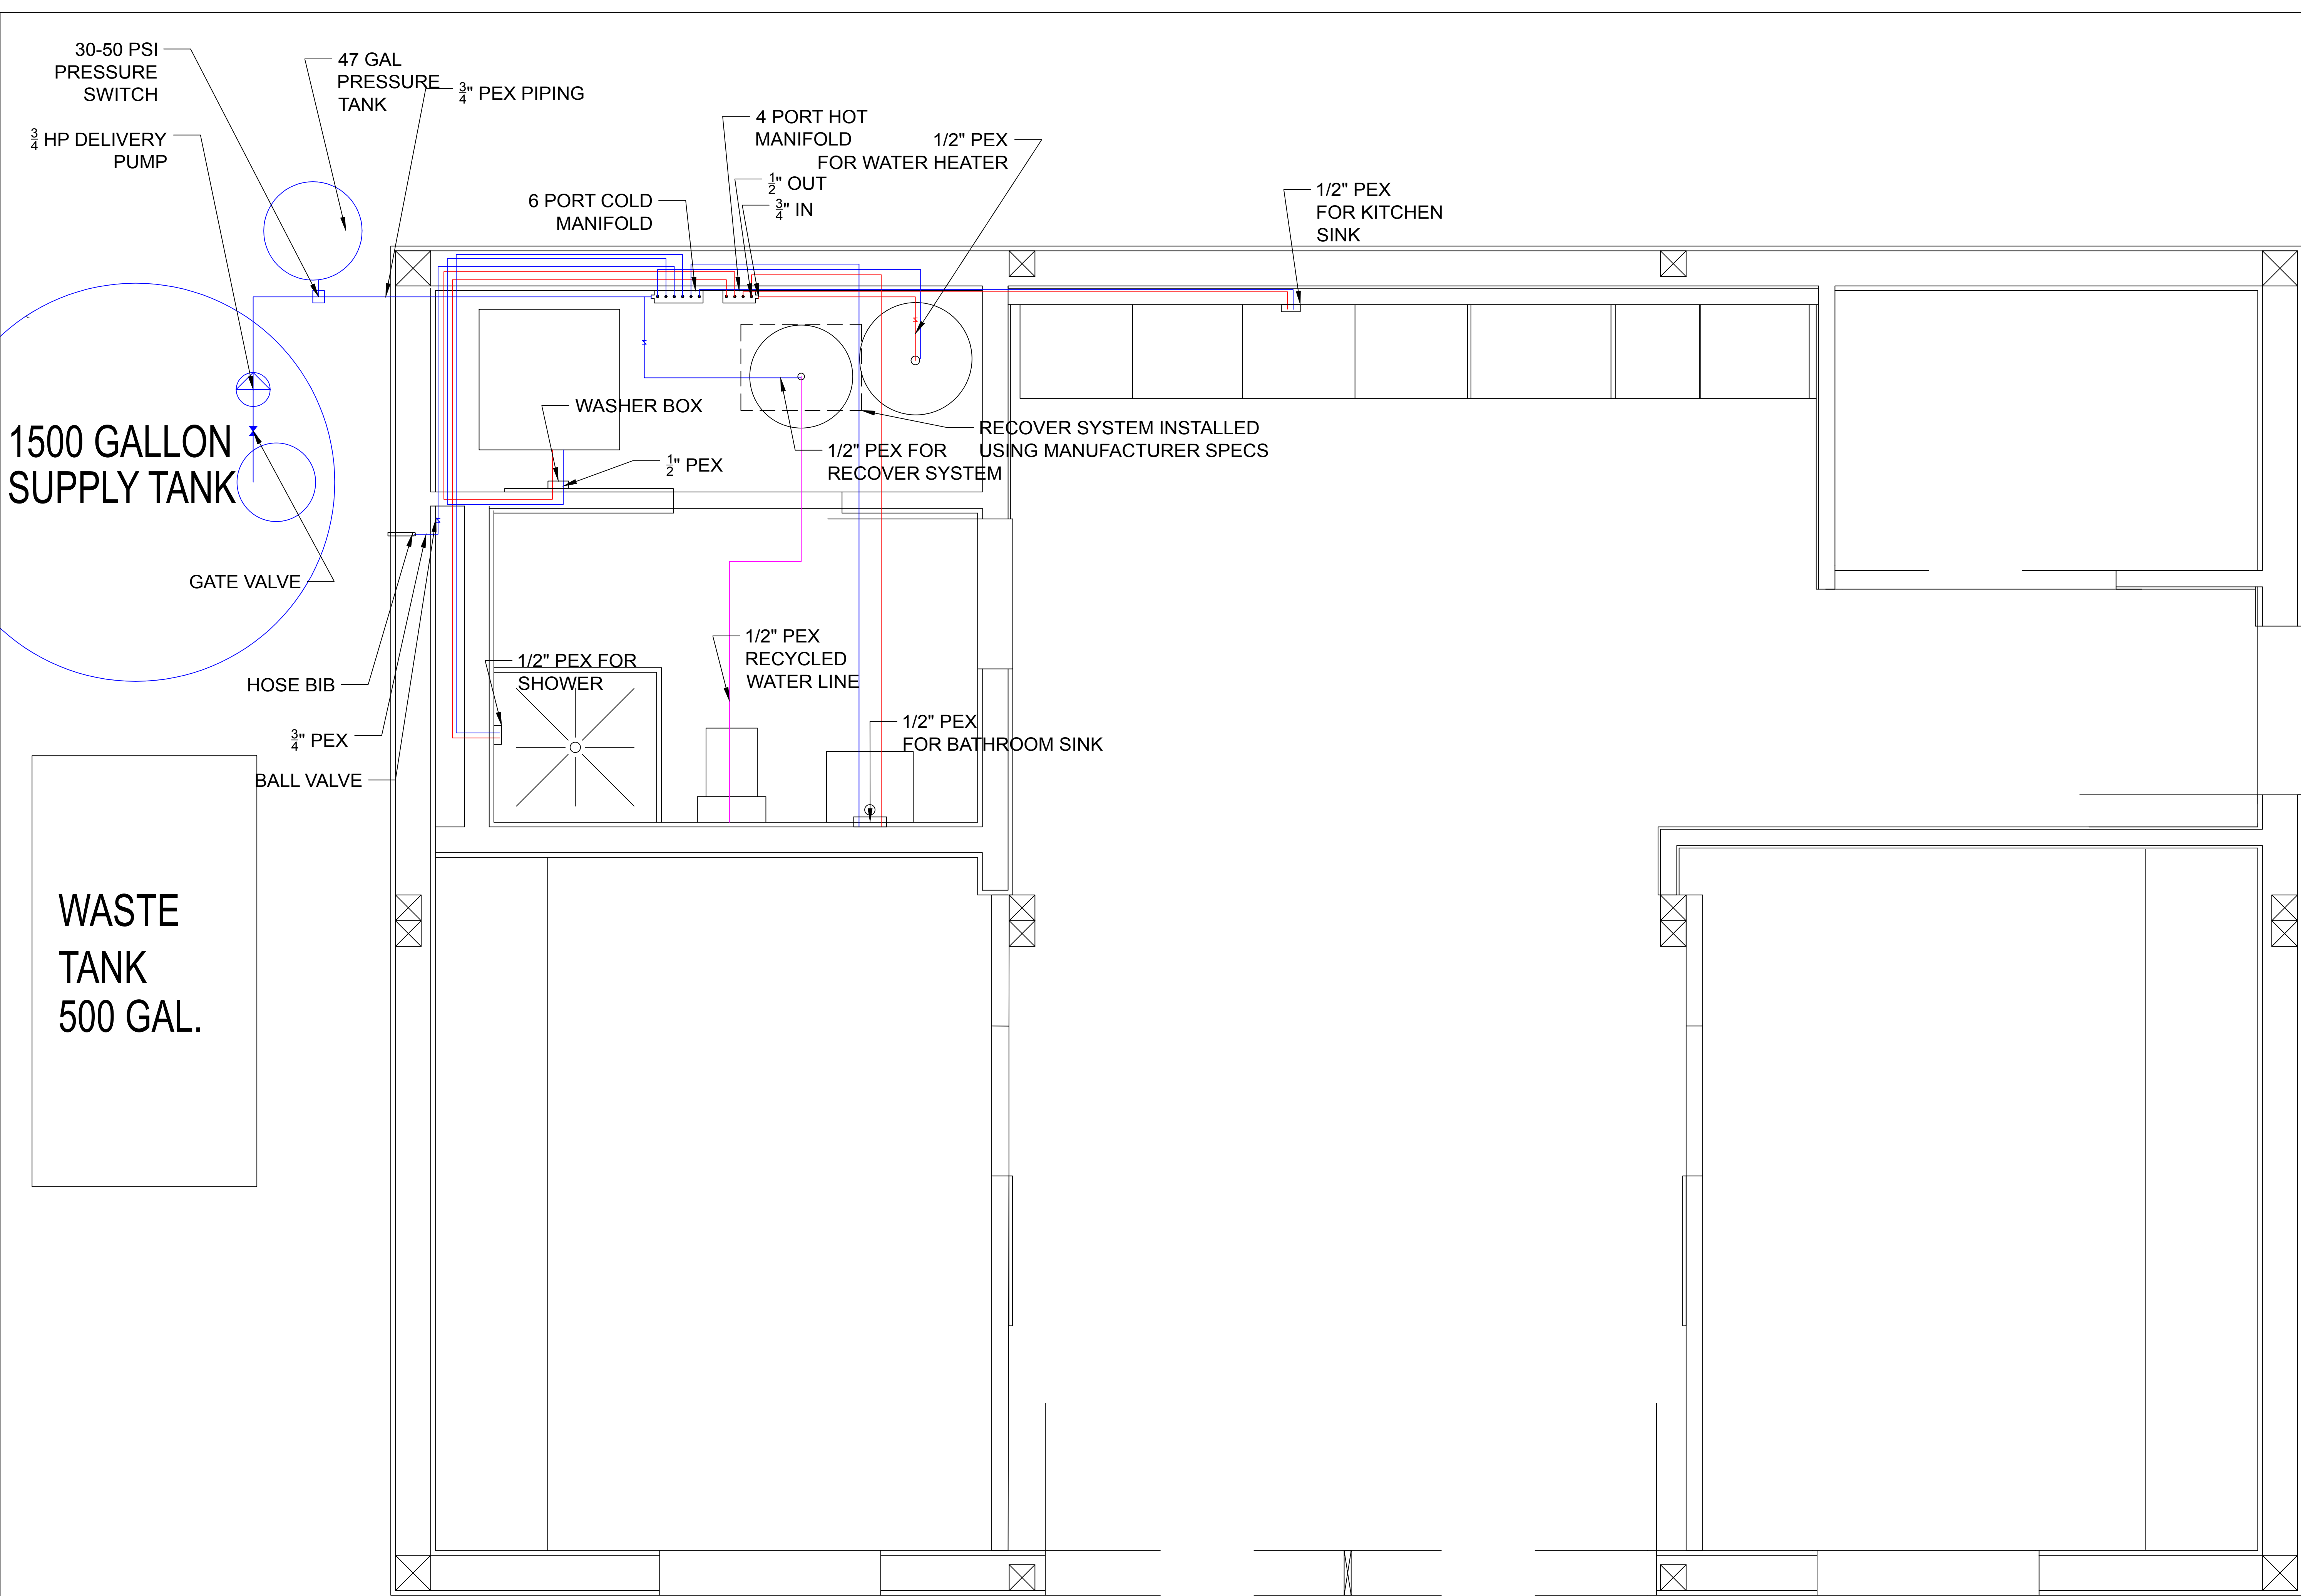 30-50 PSI
PRESSURE
SWITCH
47 GAL
PRESSURE
TANK
3/4" PEX PIPING
3/4 HP DELIVERY
PUMP
4 PORT HOT
MANIFOLD
1/2" PEX
FOR WATER HEATER
1/2" OUT
3/4" IN
6 PORT COLD
MANIFOLD
1/2" PEX
FOR KITCHEN
SINK
1500 GALLON
SUPPLY TANK
WASHER BOX
1/2" PEX
1/2" PEX FOR
RECOVER SYSTEM
RECOVER SYSTEM INSTALLED
USING MANUFACTURER SPECS
GATE VALVE
HOSE BIB
3/4" PEX
BALL VALVE
1/2" PEX FOR
SHOWER
1/2" PEX
RECYCLED
WATER LINE
1/2" PEX
FOR BATHROOM SINK
WASTE
TANK
500 GAL.